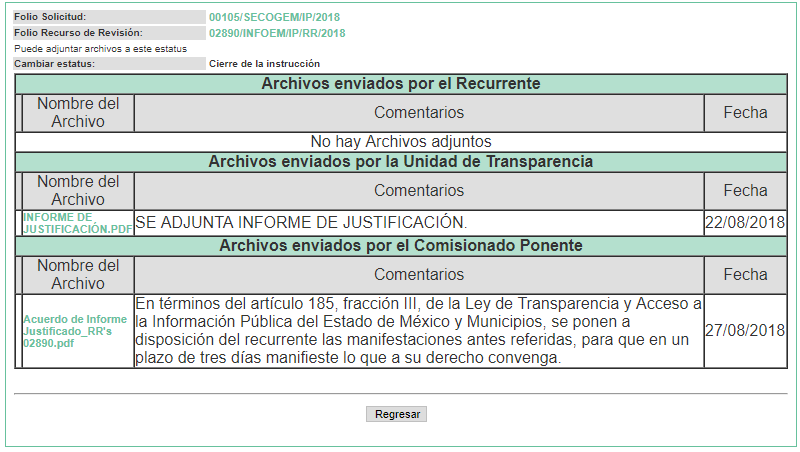 Folio Solicitud: 00105/SECOGEM/IP/2018
Folio Recurso de Revisión: 02890/INFOEM/IP/RR/2018
Puede adjuntar archivos a este estatus
Cambiar estatus: Cierre de la instrucción
Archivos enviados por el Recurrente
Nombre del
Archivo
Comentarios
Fecha
No hay Archivos adjuntos
Archivos enviados por la Unidad de Transparencia
Nombre del
Archivo
Comentarios
Fecha
INFORME DE
JUSTIFICACIÓN.PDF
SE ADJUNTA INFORME DE JUSTIFICACIÓN.
22/08/2018
Archivos enviados por el Comisionado Ponente
Nombre del
Archivo
Comentarios
Fecha
Acuerdo de Informe
Justificado_RR's
02890.pdf
En términos del artículo 185, fracción III, de la Ley de Transparencia y Acceso a
la Información Pública del Estado de México y Municipios, se ponen a
disposición del recurrente las manifestaciones antes referidas, para que en un
plazo de tres días manifieste lo que a su derecho convenga.
27/08/2018
Regresar